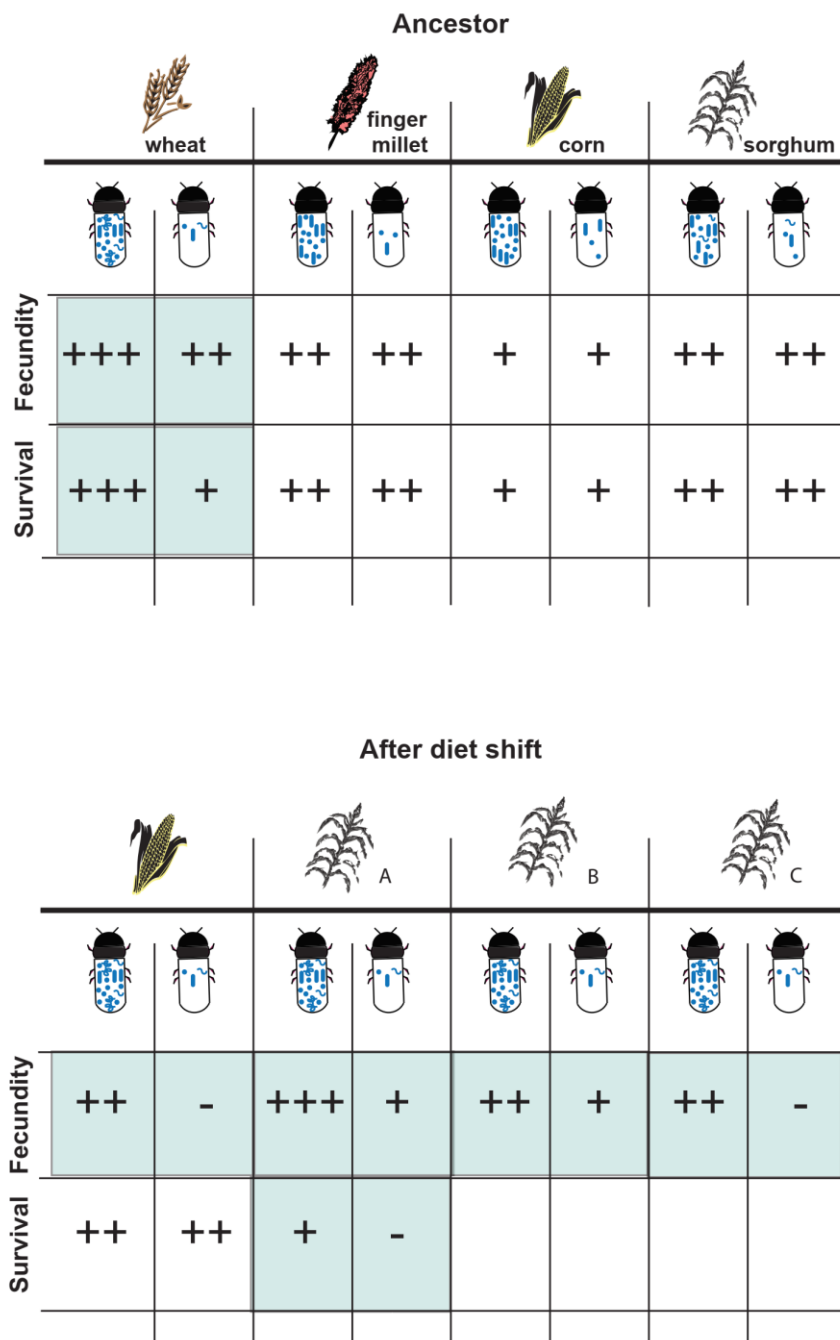 Ancestor
wheat
finger
millet
corn
sorghum
Fecundity
+++ ++ ++ ++ + + ++ ++
Survival
+++ + ++ ++ + + ++ ++
After diet shift
A
B
C
Fecundity
++ - +++ + ++ + ++ -
Survival
++ ++ + -